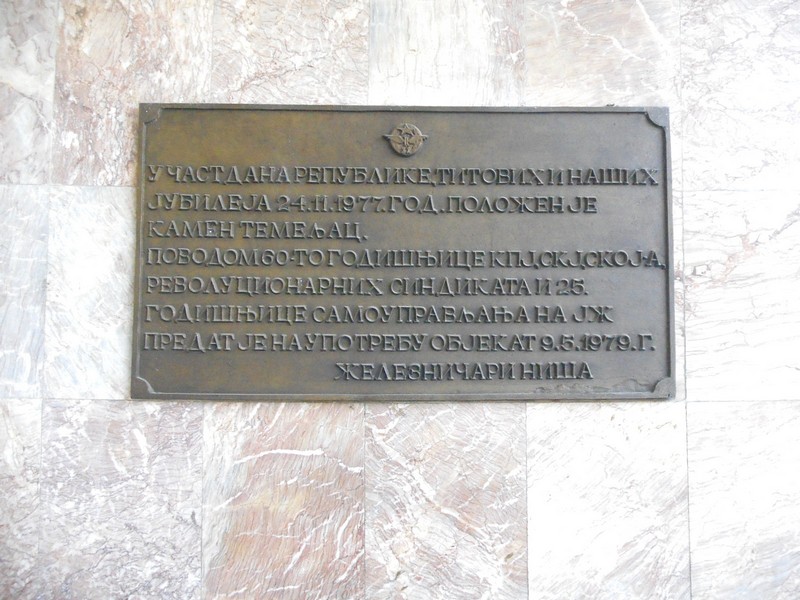 У ЧАСТ ДАНА РЕПУБЛИКЕ, ТИТОВИХ И НАШИХ
ЈУБИЛЕЈА 24.11.1977. ГОД. ПОЛОЖЕН ЈЕ
КАМЕН ТЕМЕЉАЦ.
ПОВОДОМ 60-ТО ГОДИШЊИЦЕ КПЈ,СКЈ,СКОЈ-А,
РЕВОЛУЦИОНАРНИХ СИНДИКАТА И 25.
ГОДИШЊИЦЕ САМОУПРАВЉАЊА НА ЈЖ
ПРЕДАТ ЈЕ НА УПОТРЕБУ ОБЈЕКАТ 9.5.1979.Г.
ЖЕЛЕЗНИЧАРИ НИША